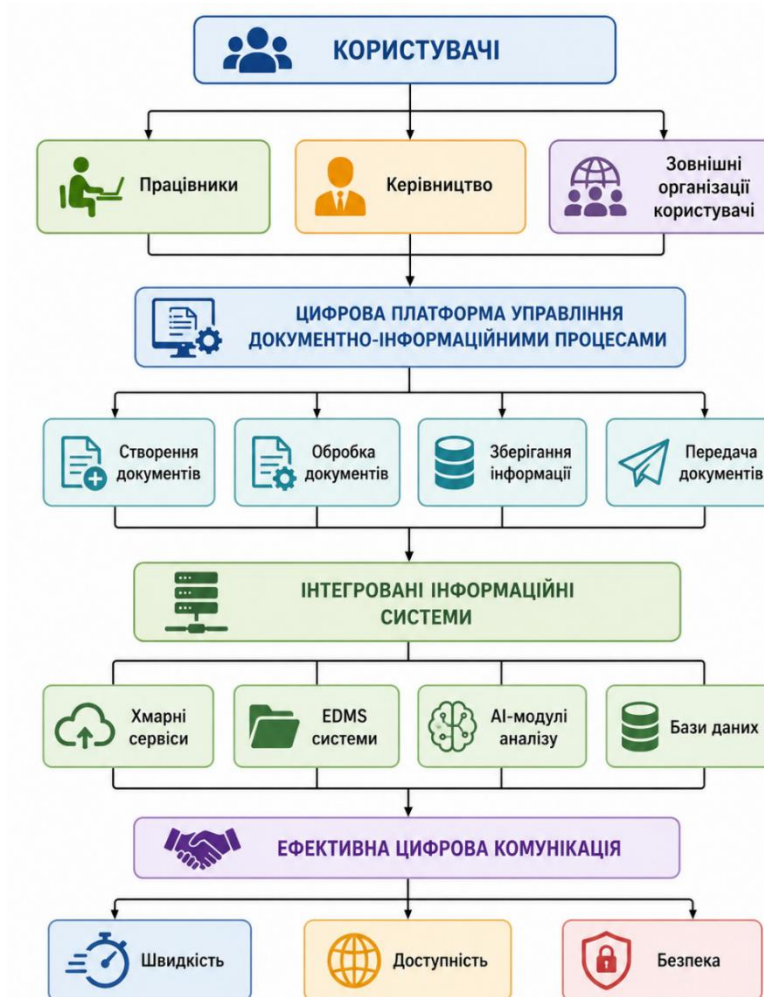 КОРИСТУВАЧІ
Працівники
Керівництво
Зовнішні
організації
користувачі
ЦИФРОВА ПЛАТФОРМА УПРАВЛІННЯ
ДОКУМЕНТНО-ІНФОРМАЦІЙНИМИ ПРОЦЕСАМИ
Створення
документів
Обробка
документів
Зберігання
інформації
Передача
документів
ІНТЕГРОВАНІ ІНФОРМАЦІЙНІ
СИСТЕМИ
Хмарні
сервіси
EDMS
системи
AI-модулі
аналізу
Бази даних
ЕФЕКТИВНА ЦИФРОВА КОМУНІКАЦІЯ
Швидкість
Доступність
Безпека